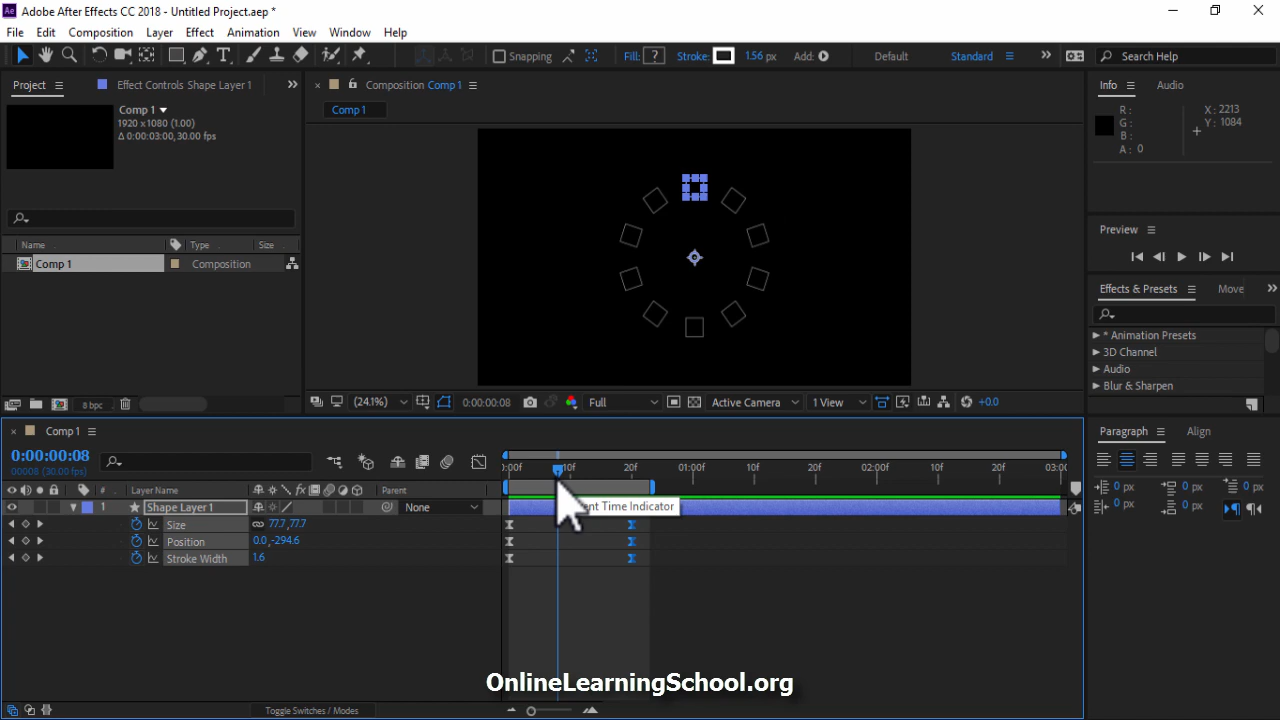 Adobe After Effects CC 2018 - Untitled Project.aep *
File Edit Composition Layer Effect Animation View Window Help
Snapping Fill: ? Stroke: 1.56 px Add: Default Standard Search Help
Project Effect Controls Shape Layer 1
Composition Comp 1
Info Audio
Comp 1
1920 x 1080 (1.00)
Δ 0:00:03:00, 30.00 fps
Comp 1
R:
G:
B:
A: 0
X: 2213
Y: 1084
Preview
Name Type Size
Comp 1 Composition
Effects & Presets Move
* Animation Presets
3D Channel
Audio
Blur & Sharpen
8 bpc
(24.1%) 0:00:00:08 Full Active Camera 1 View +0.0
Comp 1
Paragraph Align
0:00:00:08
00008 (30.00 fps)
0 px 0 px 0 px
0 px 0 px
:00f 10f 20f 01:00f 10f 20f 02:00f 10f 20f 03:00
# Layer Name Parent
1 Shape Layer 1 None
Size 77.7,77.7
Position 0.0,-294.6
Stroke Width 1.6
Time Indicator
OnlineLearningSchool.org
Toggle Switches / Modes